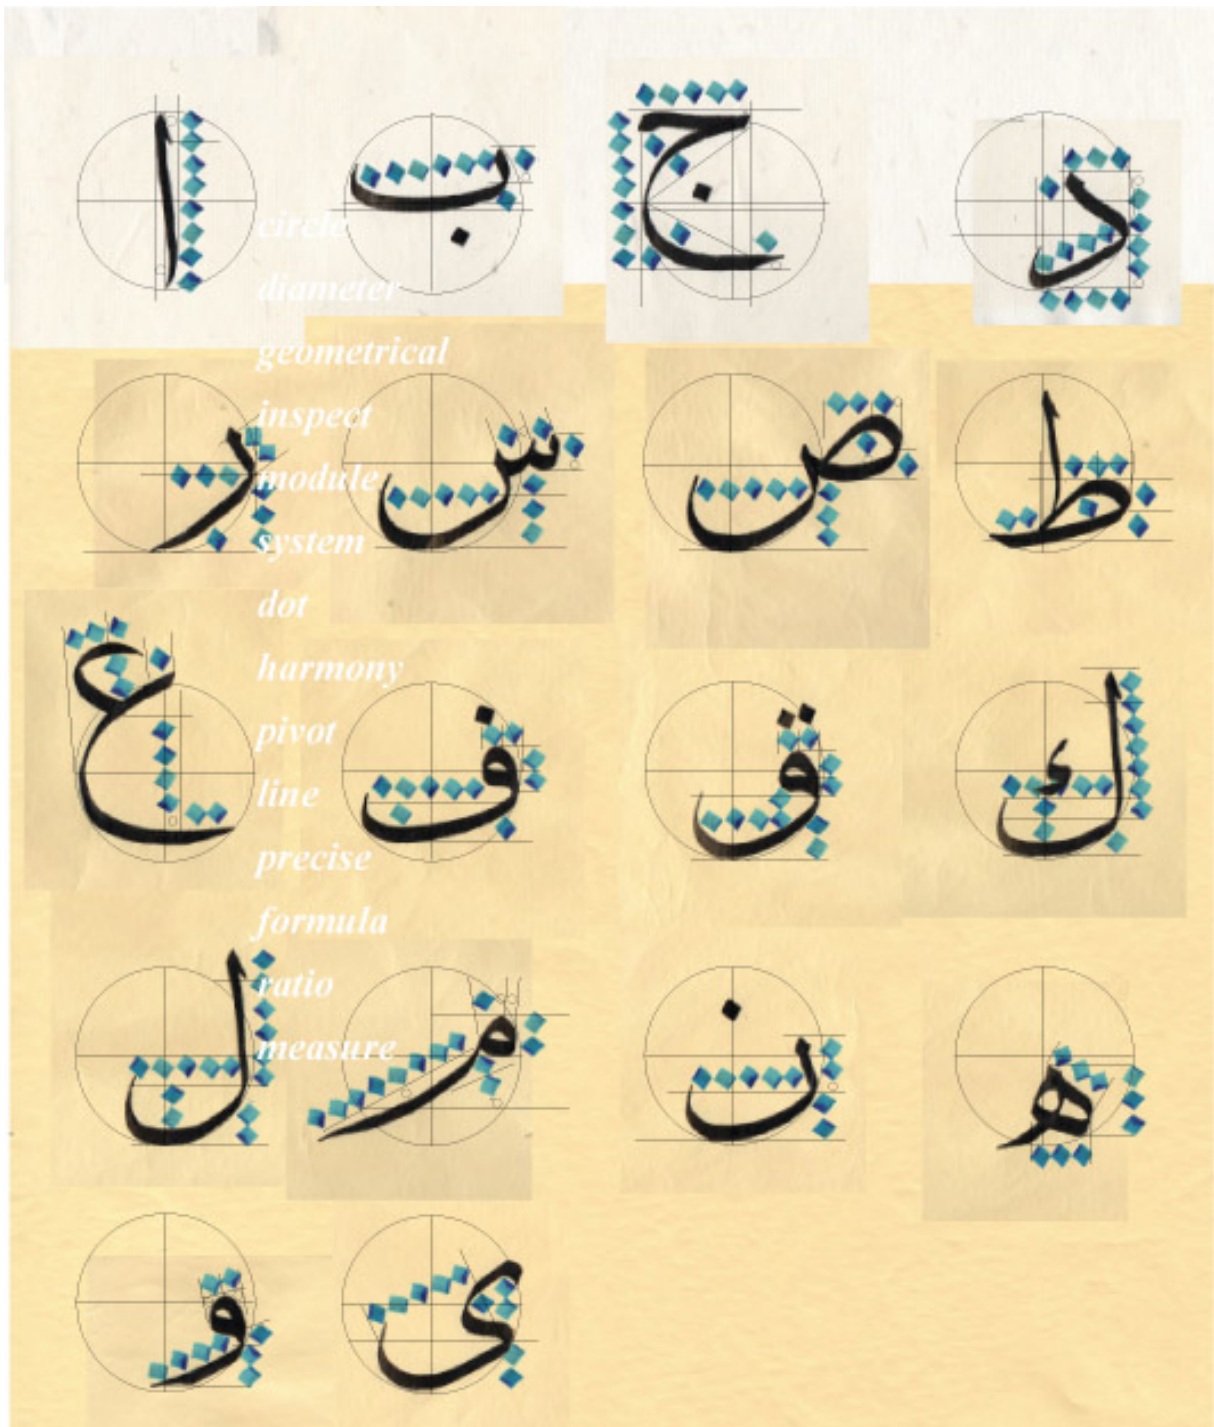 ا ب ج د
circle
diameter
geometrical
inspect
module
system
dot
harmony
pivot
line
precise
formula
ratio
measure
ر س ص ط
ع ف ق ك
ل م ن ه
و ى